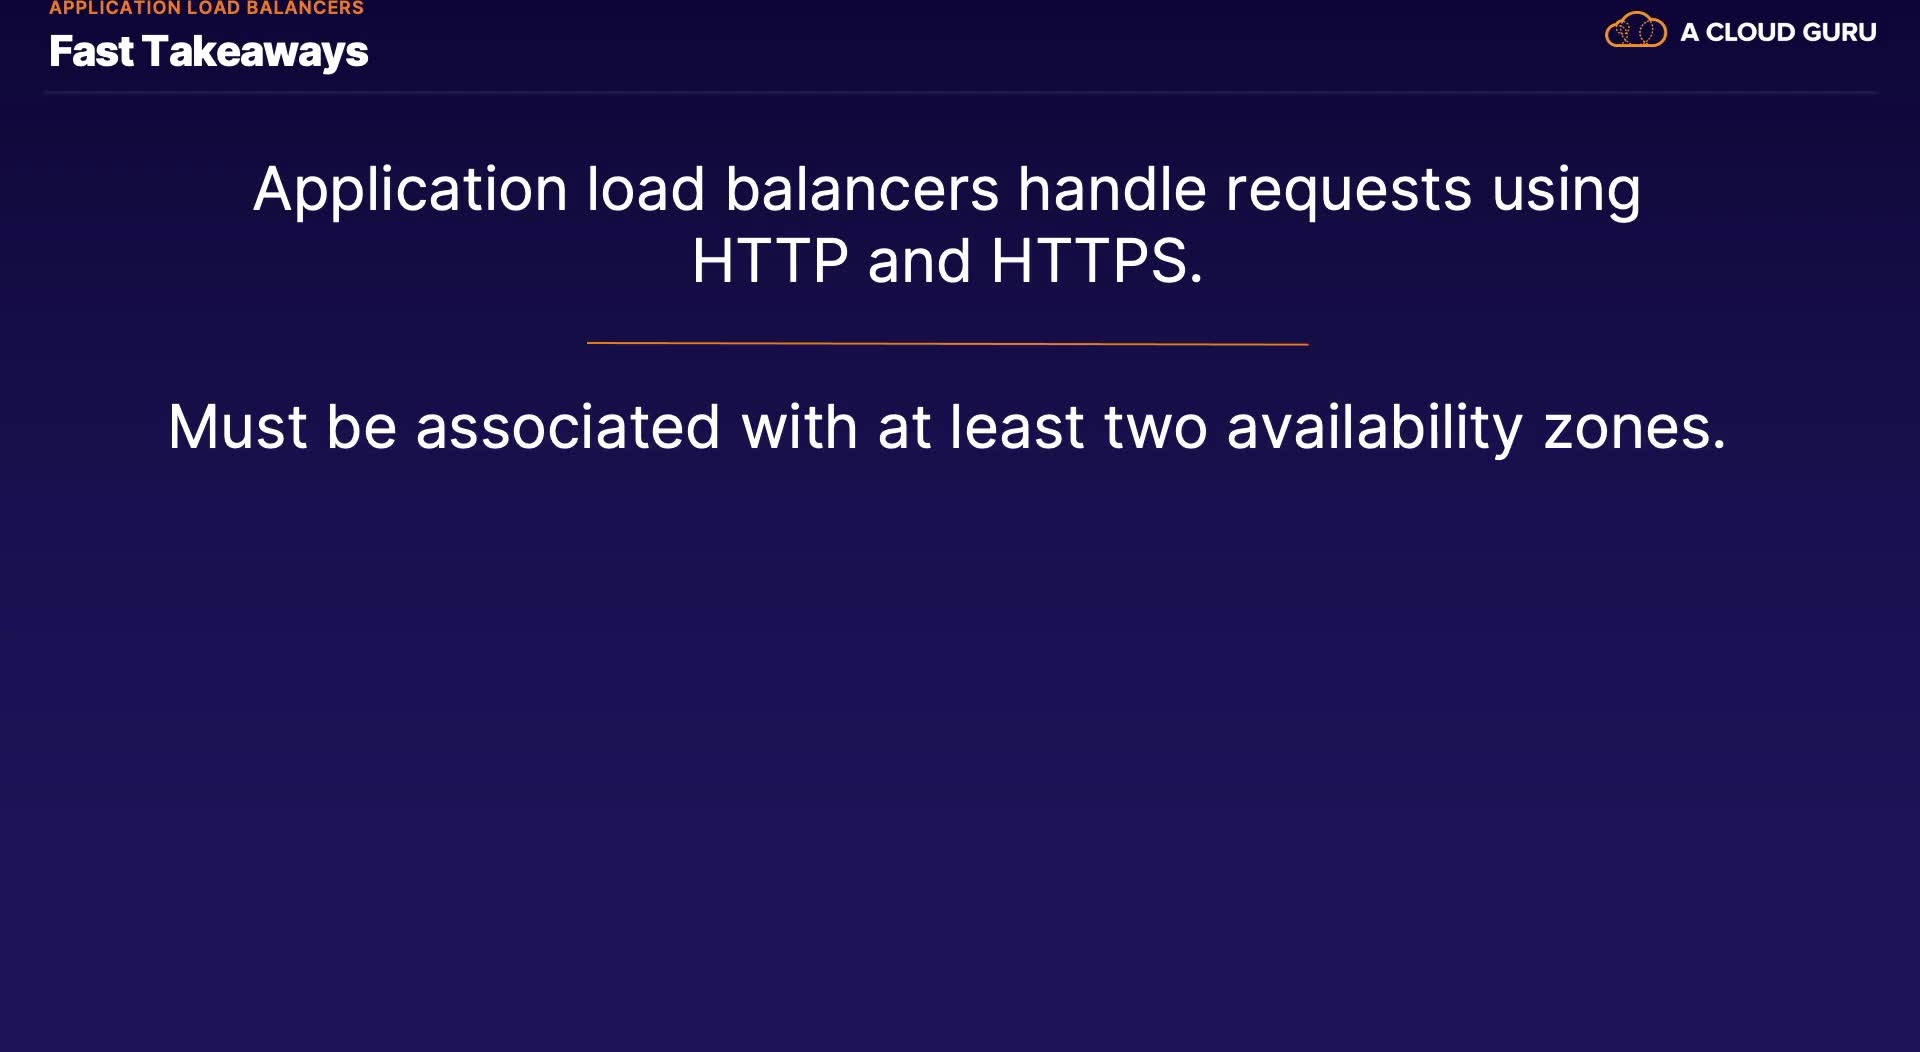 APPLICATION LOAD BALANCERS
Fast Takeaways
A CLOUD GURU
Application load balancers handle requests using
HTTP and HTTPS.
Must be associated with at least two availability zones.